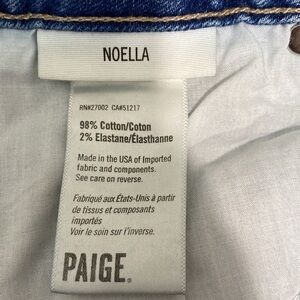 NOELLA
RN#27002 CA#51217
98% Cotton/Coton
2% Elastane/Élasthanne
Made in the USA of Imported
fabric and components.
See care on reverse.
Fabriqué aux États-Unis à partir
de tissus et composants
importés
Voir le soin sur l'inverse.
PAIGE®